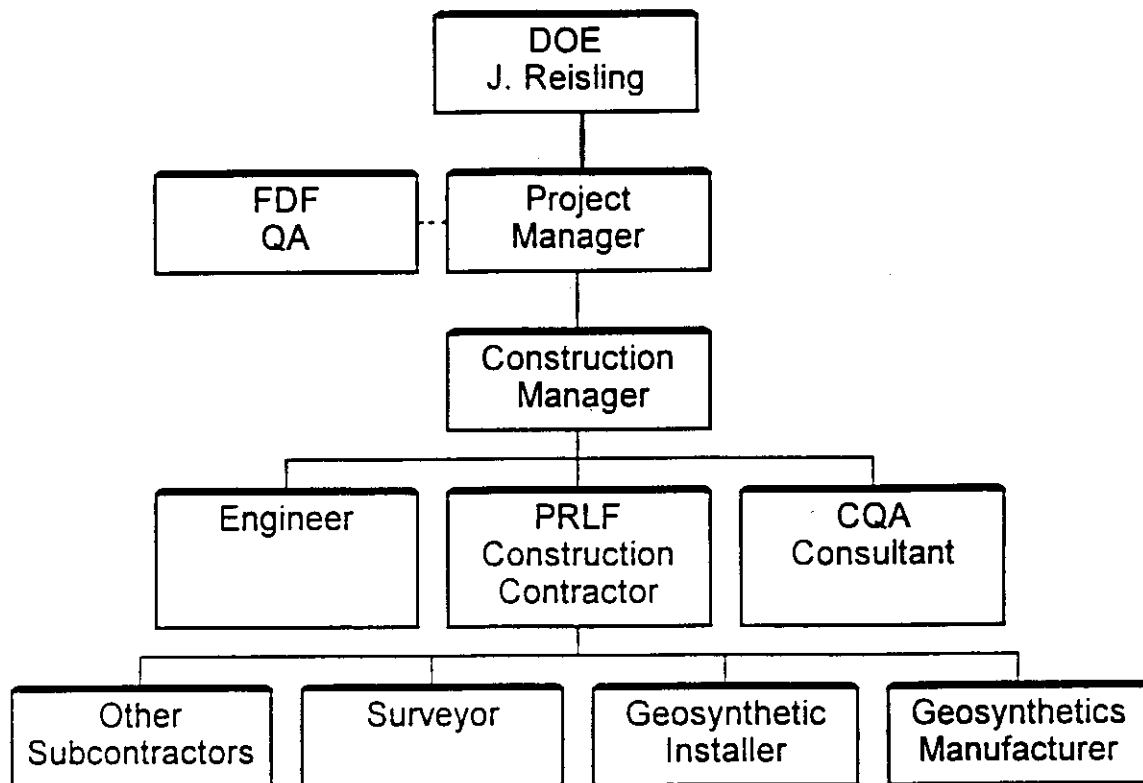 DOE
J. Reisling
FDF
QA
Project
Manager
Construction
Manager
Engineer
PRLF
Construction
Contractor
CQA
Consultant
Other
Subcontractors
Surveyor
Geosynthetic
Installer
Geosynthetics
Manufacturer